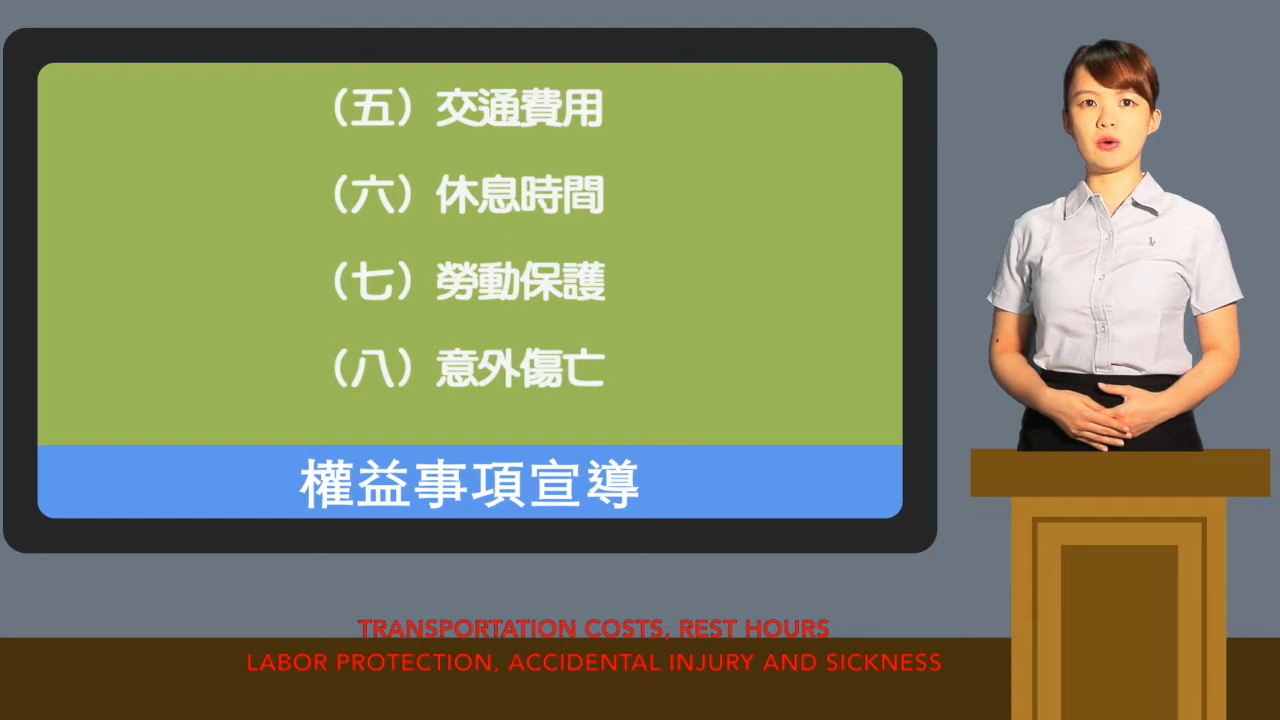 （五）交通費用
（六）休息時間
（七）勞動保護
（八）意外傷亡
權益事項宣導
TRANSPORTATION COSTS, REST HOURS
LABOR PROTECTION, ACCIDENTAL INJURY AND SICKNESS